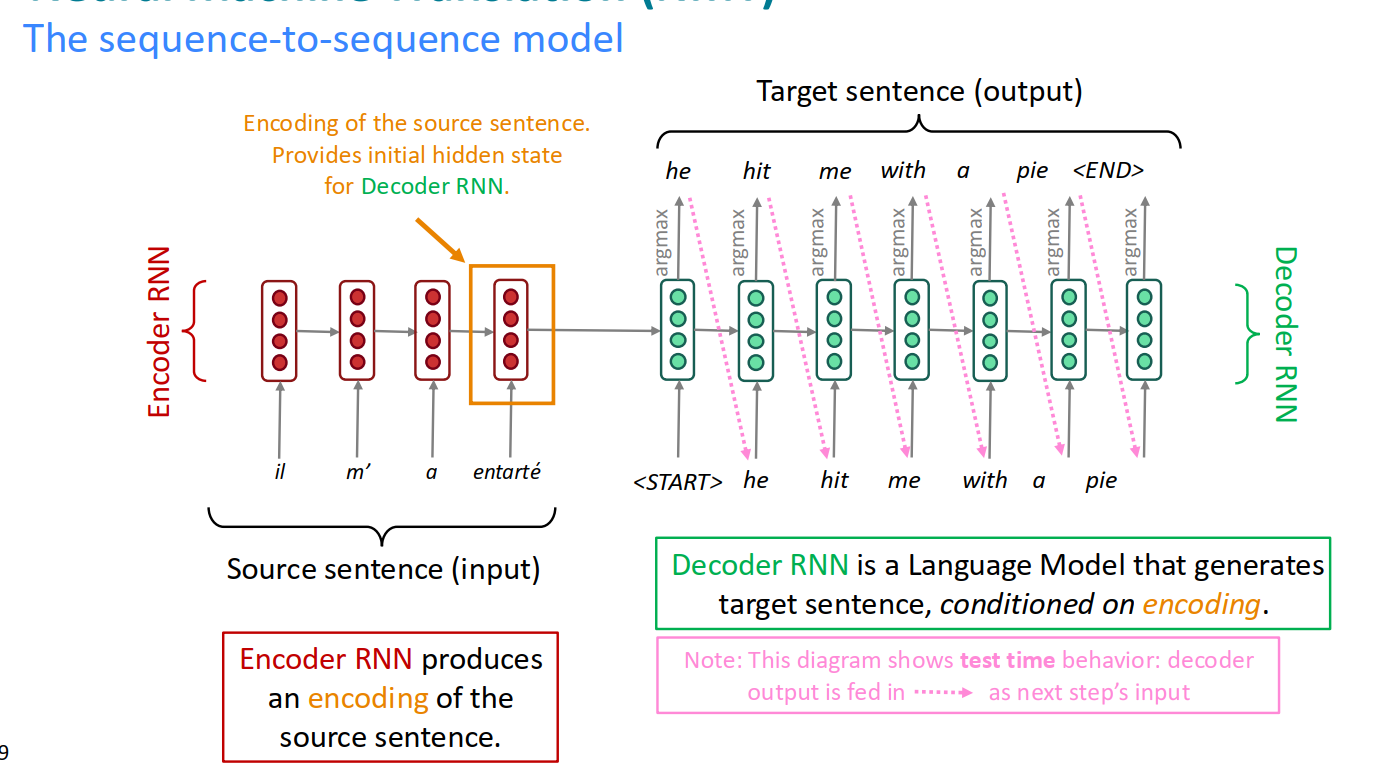 Neural Machine Translation (NMT)
The sequence-to-sequence model
Target sentence (output)
Encoding of the source sentence.
Provides initial hidden state
for Decoder RNN.
he hit me with a pie <END>
argmax argmax argmax argmax argmax argmax argmax
Encoder RNN
Decoder RNN
il m’ a entarté
<START> he hit me with a pie
Source sentence (input)
Decoder RNN is a Language Model that generates
target sentence, conditioned on encoding.
Encoder RNN produces
an encoding of the
source sentence.
Note: This diagram shows test time behavior: decoder
output is fed in as next step’s input
9